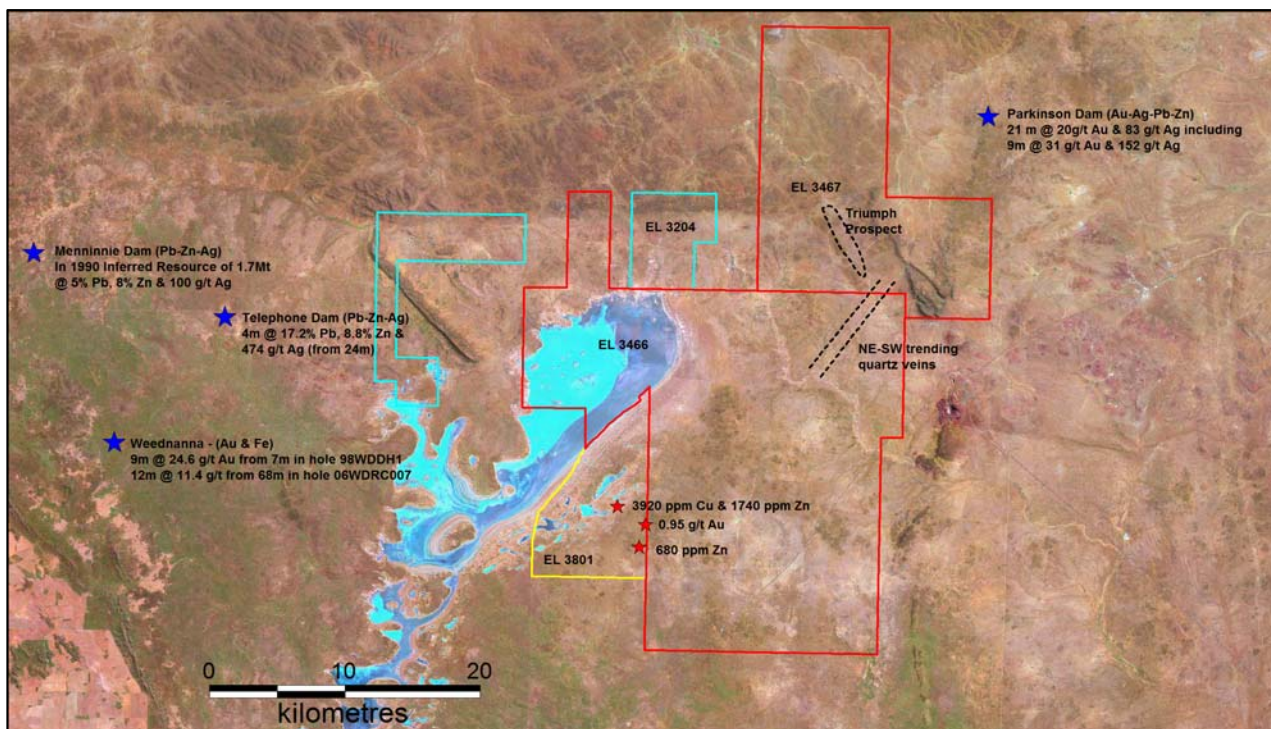 Parkinson Dam (Au-Ag-Pb-Zn)
21 m @ 20g/t Au & 83 g/t Ag including
9m @ 31 g/t Au & 152 g/t Ag
EL 3467
Triumph
Prospect
EL 3204
Menninnie Dam (Pb-Zn-Ag)
In 1990 Inferred Resource of 1.7Mt
@ 5% Pb, 8% Zn & 100 g/t Ag
Telephone Dam (Pb-Zn-Ag)
4m @ 17.2% Pb, 8.8% Zn &
474 g/t Ag (from 24m)
EL 3466
NE-SW trending
quartz veins
Weednanna - (Au & Fe)
9m @ 24.6 g/t Au from 7m in hole 98WDDH1
12m @ 11.4 g/t from 68m in hole 06WDRC007
3920 ppm Cu & 1740 ppm Zn
0.95 g/t Au
680 ppm Zn
EL 3801
0 10 20
kilometres